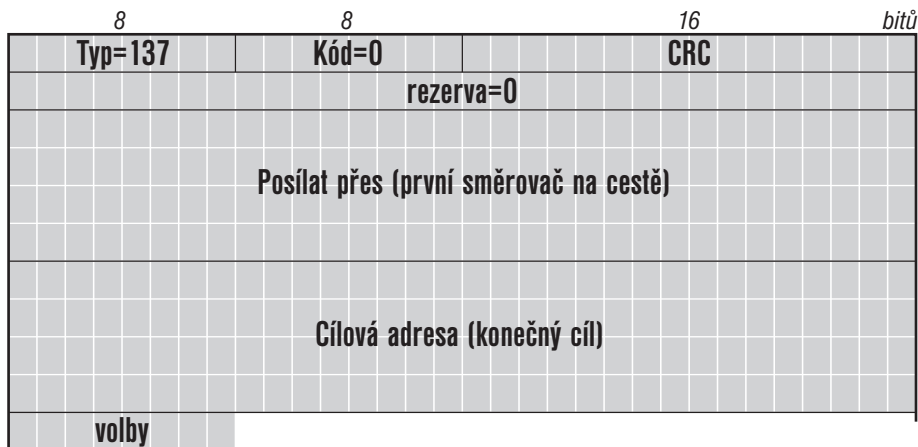 8 8 16 bitů
Typ=137 Kód=0 CRC
rezerva=0
Posílat přes (první směrovač na cestě)
Cílová adresa (konečný cíl)
volby